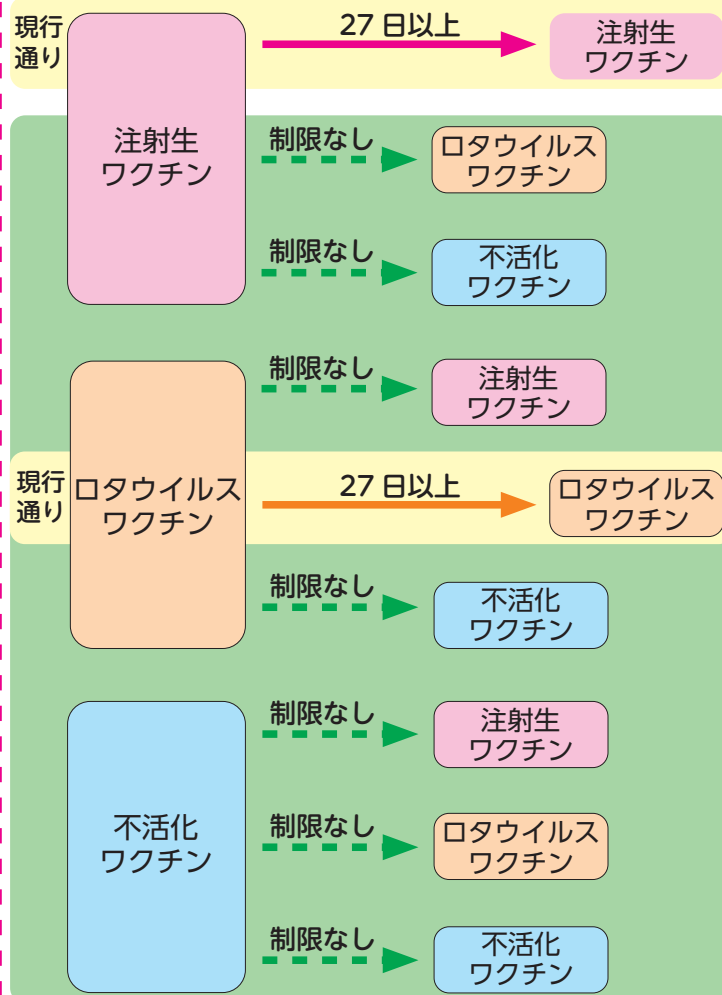 現行
通り
注射生
ワクチン
27日以上
注射生
ワクチン
制限なし
ロタウイルス
ワクチン
制限なし
不活化
ワクチン
ロタウイルス
ワクチン
制限なし
注射生
ワクチン
現行
通り
27日以上
ロタウイルス
ワクチン
制限なし
不活化
ワクチン
不活化
ワクチン
制限なし
注射生
ワクチン
制限なし
ロタウイルス
ワクチン
制限なし
不活化
ワクチン